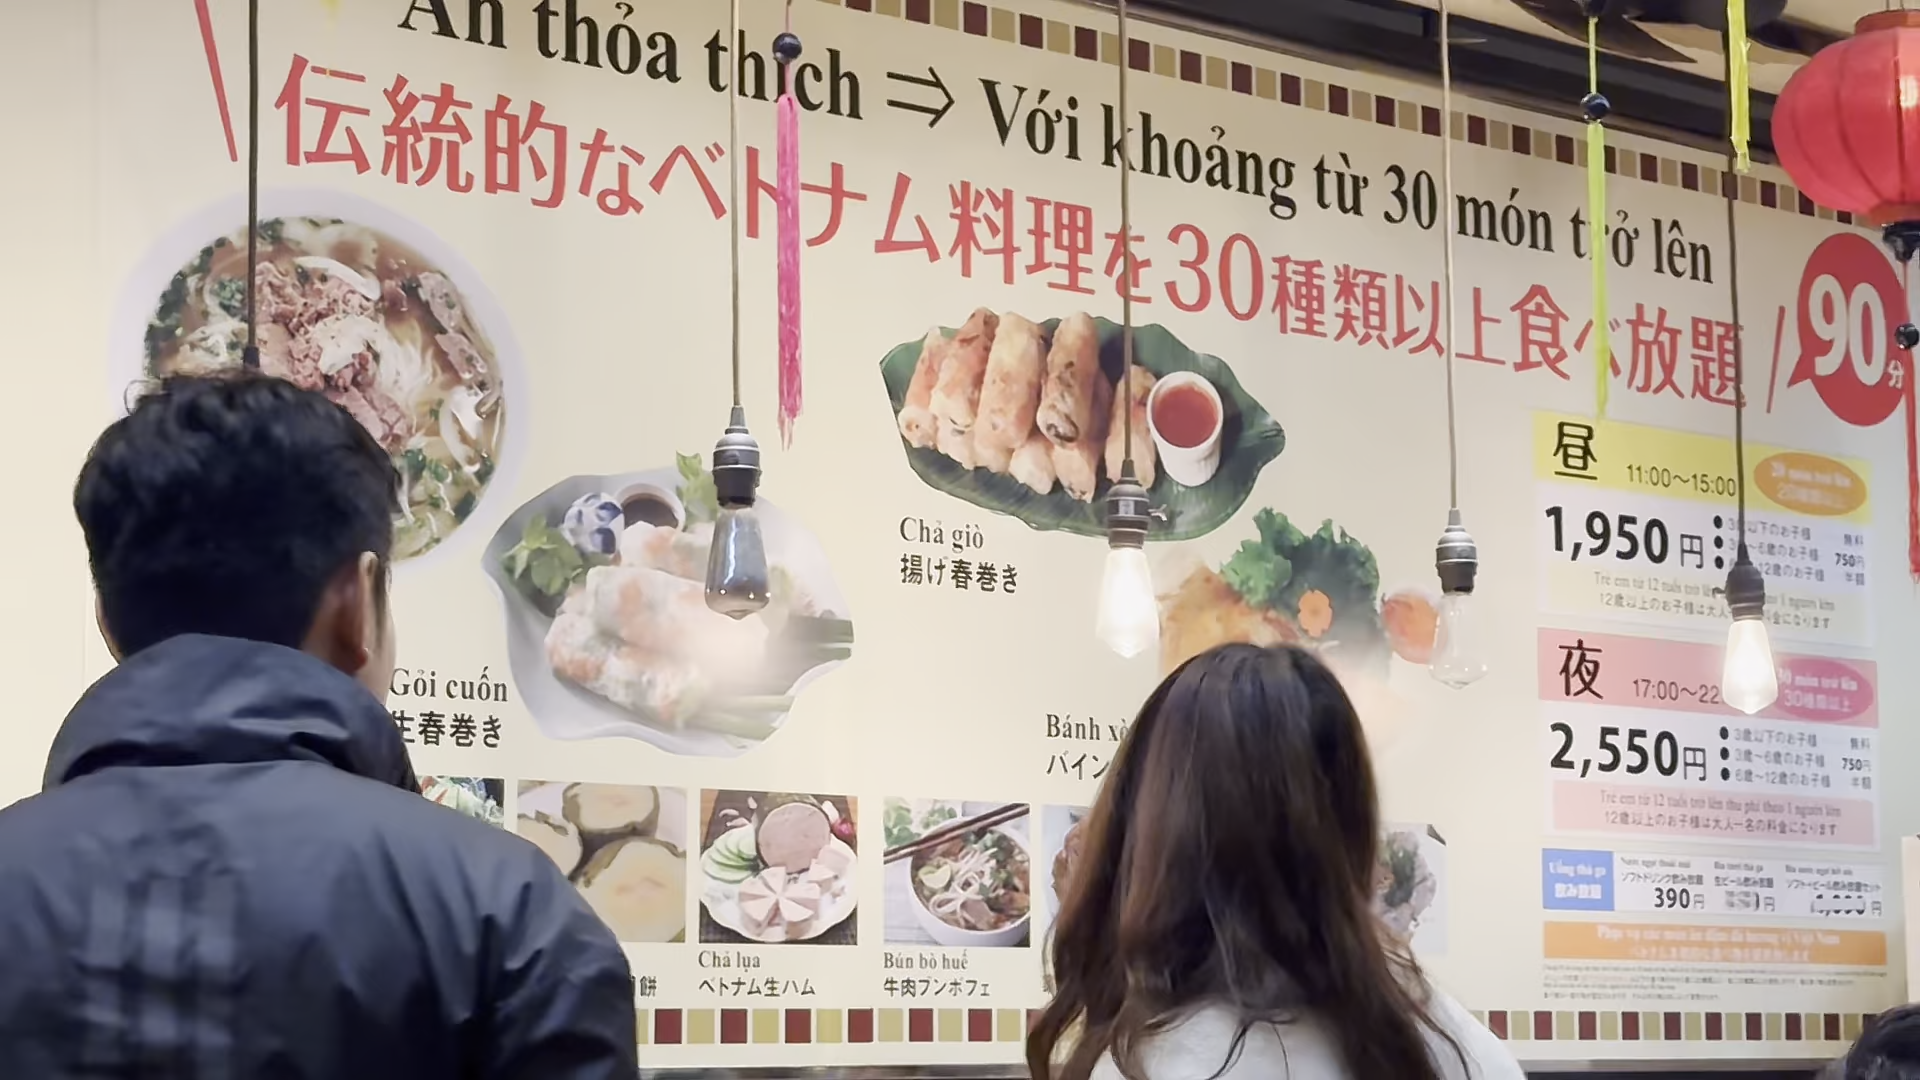 Ăn thỏa thích ⇒ Với khoảng từ 30 món trở lên
伝統的なベトナム料理を30種類以上食べ放題
90分
Chả giò
揚げ春巻き
Gỏi cuốn
生春巻き
Bánh xè
バイン
餅
Chả lụa
ベトナム生ハム
Bún bò huế
牛肉ブンボフェ
昼 11:00〜15:00
1,950円
以下のお子様 無料
6歳のお子様 750円
12歳のお子様 半額
Trẻ em từ 12 tuổi trở
12歳以上のお子様は大人 料金になります
夜 17:00〜22
30種類以上
2,550円
3歳以下のお子様 無料
3歳〜6歳のお子様 750円
6歳〜12歳のお子様 半額
Trẻ em từ 12 tuổi trở lên thu phí theo 1 người lớn
12歳以上のお子様は大人一名の料金になります
飲み放題
ソフトドリンク飲み放題
390円
生ビール飲み放題
円
ソフト+ビール飲み放題セット
円